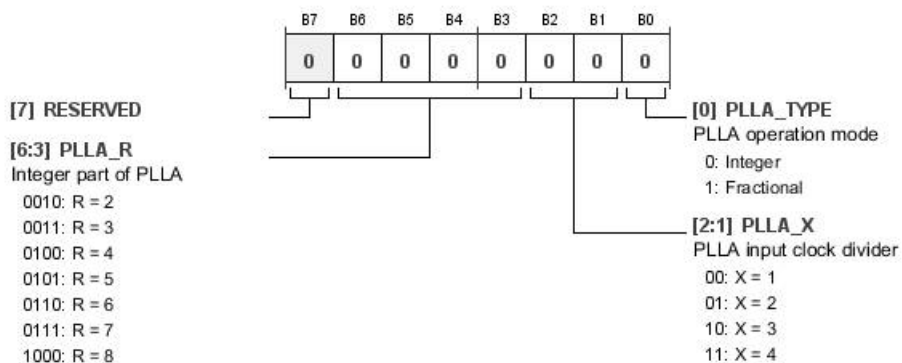 B7 B6 B5 B4 B3 B2 B1 B0
0 0 0 0 0 0 0 0
[7] RESERVED
[6:3] PLLA_R
Integer part of PLLA
0010: R = 2
0011: R = 3
0100: R = 4
0101: R = 5
0110: R = 6
0111: R = 7
1000: R = 8
[0] PLLA_TYPE
PLLA operation mode
0: Integer
1: Fractional
[2:1] PLLA_X
PLLA input clock divider
00: X = 1
01: X = 2
10: X = 3
11: X = 4